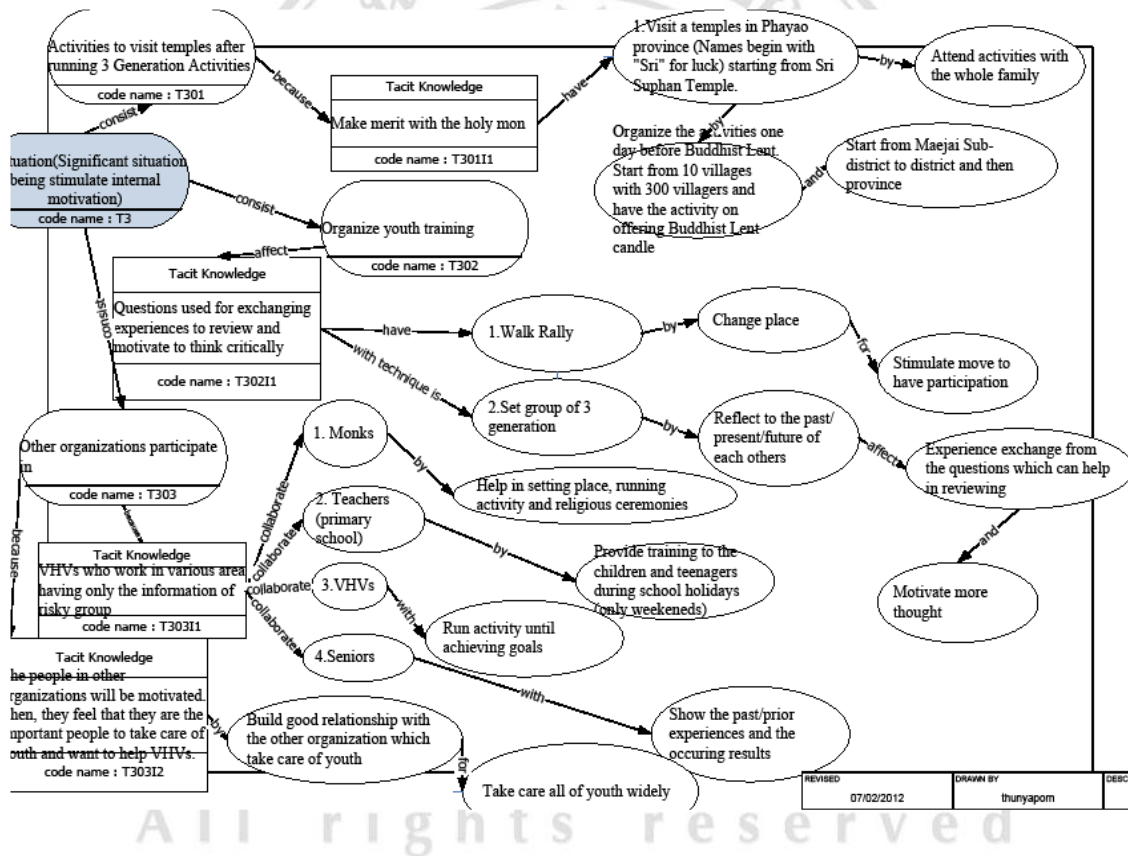 Activities to visit temples after
running 3 Generation Activities
code name : T301
because
Tacit Knowledge
Make merit with the holy mon
code name : T301I1
have
1.Visit a temples in Phayao
province (Names begin with
"Sri" for luck) starting from Sri
Suphan Temple.
by
Attend activities with
the whole family
by
Organize the activities one
day before Buddhist Lent.
Start from 10 villages
with 300 villagers and
have the activity on
offering Buddhist Lent
candle
and
Start from Maejai Sub-
district to district and then
province
consist
tuation(Significant situation
being stimulate internal
motivation)
code name : T3
consist
Organize youth training
code name : T302
affect
Tacit Knowledge
Questions used for exchanging
experiences to review and
motivate to think critically
code name : T302I1
have
1.Walk Rally
by
Change place
for
Stimulate move to
have participation
with technique is
2.Set group of 3
generation
by
Reflect to the past/
present/future of
each others
affect
Experience exchange from
the questions which can help
in reviewing
and
Motivate more
thought
consist
Other organizations participate
in
code name : T303
because
because
Tacit Knowledge
VHVs who work in various area
having only the information of
risky group
code name : T303I1
collaborate
1. Monks
by
Help in setting place, running
activity and religious ceremonies
collaborate
2. Teachers
(primary
school)
by
Provide training to the
children and teenagers
during school holidays
(only weekeneds)
collaborate
3.VHVs
with
Run activity until
achieving goals
collaborate
4.Seniors
with
Show the past/prior
experiences and the
occuring results
Tacit Knowledge
he people in other
rganizations will be motivated.
hen, they feel that they are the
mportant people to take care of
outh and want to help VHVs.
code name : T303I2
by
Build good relationship with
the other organization which
take care of youth
for
Take care all of youth widely
REVISED
07/02/2012
DRAWN BY
thunyaporn
DESC
All rights reserved